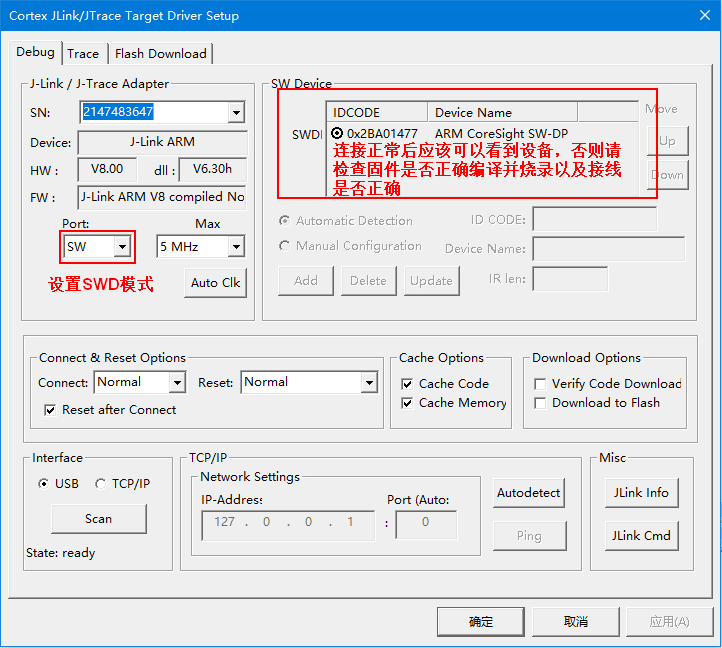 Cortex JLink/JTrace Target Driver Setup
Debug
Trace
Flash Download
J-Link / J-Trace Adapter
SN:
2147483647
Device:
J-Link ARM
HW :
V8.00
dll :
V6.30h
FW :
J-Link ARM V8 compiled No
Port:
Max
SW
5 MHz
设置SWD模式
Auto Clk
SW Device
IDCODE
Device Name
Move
SWDI
0x2BA01477
ARM CoreSight SW-DP
Up
连接正常后应该可以看到设备，否则请
检查固件是否正确编译并烧录以及接线
是否正确
Down
Automatic Detection
ID CODE:
Manual Configuration
Device Name:
Add
Delete
Update
IR len:
Connect & Reset Options
Connect:
Normal
Reset:
Normal
Reset after Connect
Cache Options
Cache Code
Cache Memory
Download Options
Verify Code Download
Download to Flash
Interface
USB
TCP/IP
Scan
State: ready
TCP/IP
Network Settings
IP-Address
Port (Auto:
127 . 0 . 0 . 1
:
0
Autodetect
Ping
Misc
JLink Info
JLink Cmd
确定
取消
应用(A)